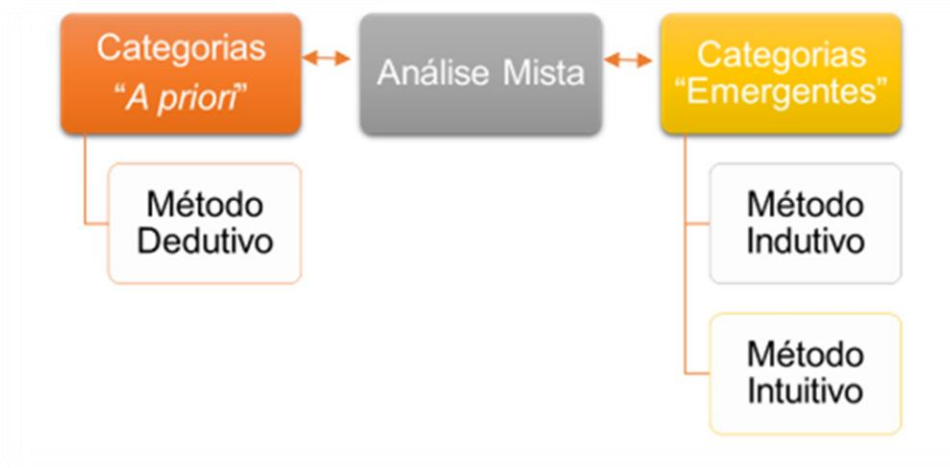 Categorias
“A priori”
Análise Mista
Categorias
“Emergentes”
Método
Dedutivo
Método
Indutivo
Método
Intuitivo